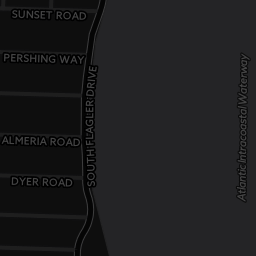 SUNSET ROAD
PERSHING WAY
SOUTH FLAGLER DRIVE
Atlantic Intracoastal Waterway
ALMERIA ROAD
DYER ROAD